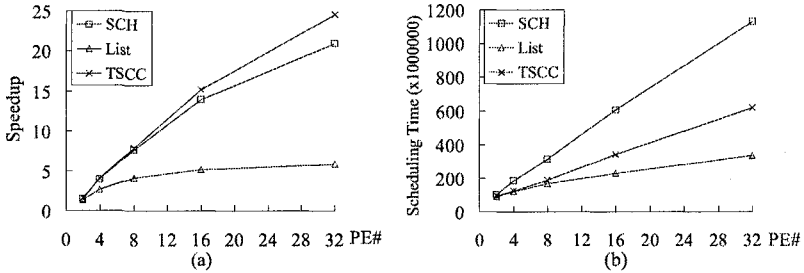 25
20
15
10
5
0
Speedup
SCH
List
TSCC
0 4 8 12 16 20 24 28 32 PE#
(a)
1200
1000
800
600
400
200
0
Scheduling Time (x1000000)
SCH
List
TSCC
0 4 8 12 16 20 24 28 32 PE#
(b)